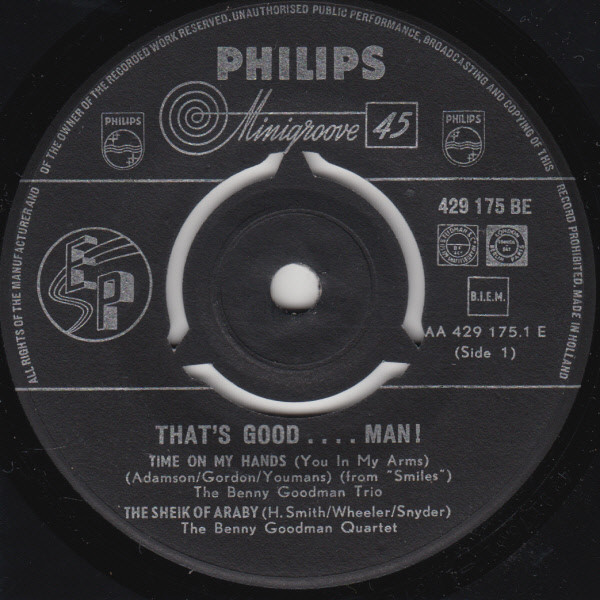 ALL RIGHTS OF THE MANUFACTURER AND OF THE OWNER OF THE RECORDED WORK RESERVED. UNAUTHORISED PUBLIC PERFORMANCE, BROADCASTING AND COPYING OF THIS RECORD PROHIBITED. MADE IN HOLLAND
PHILIPS
Minigroove 45
PHILIPS
PHILIPS
429 175 BE
EP
B.I.E.M.
AA 429 175.1 E
(Side 1)
THAT'S GOOD .... MAN!
TIME ON MY HANDS (You In My Arms)
(Adamson/Gordon/Youmans) (from "Smiles")
The Benny Goodman Trio
THE SHEIK OF ARABY (H. Smith/Wheeler/Snyder)
The Benny Goodman Quartet